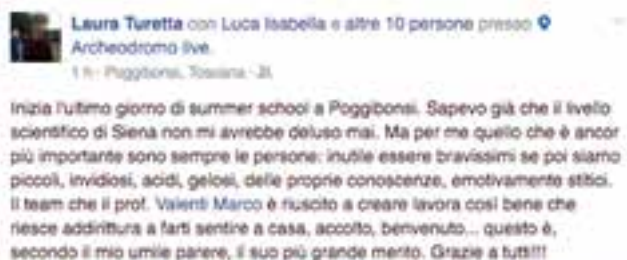 Laura Turetta con Luca Isabella e altre 10 persone presso
Archeodromo live.
1 h · Poggibonsi, Toscana ·
Inizia l'ultimo giorno di summer school a Poggibonsi. Sapevo già che il livello
scientifico di Siena non mi avrebbe deluso mai. Ma per me quello che è ancor
più importante sono sempre le persone: inutile essere bravissimi se poi siamo
piccoli, invidiosi, acidi, gelosi, delle proprie conoscenze, emotivamente stitici.
Il team che il prof. Valenti Marco è riuscito a creare lavora così bene che
riesce addirittura a farti sentire a casa, accolto, benvenuto... questo è,
secondo il mio umile parere, il suo più grande merito. Grazie a tutti!!!!